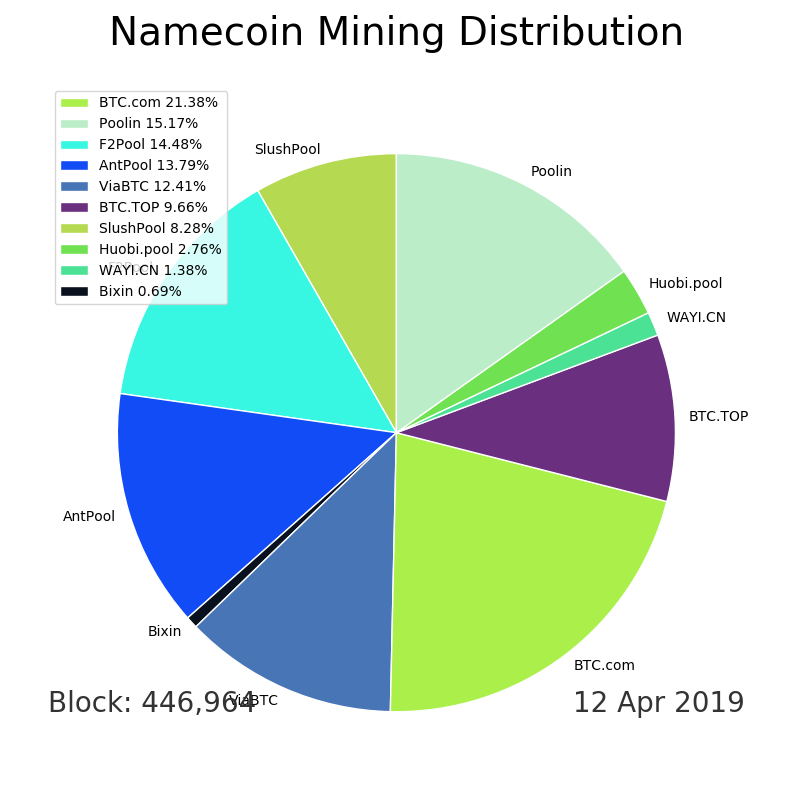 Namecoin Mining Distribution
BTC.com 21.38%
Poolin 15.17%
F2Pool 14.48%
AntPool 13.79%
ViaBTC 12.41%
BTC.TOP 9.66%
SlushPool 8.28%
Huobi.pool 2.76%
WAYI.CN 1.38%
Bixin 0.69%
SlushPool
Poolin
F2Pool
Huobi.pool
WAYI.CN
BTC.TOP
AntPool
Bixin
BTC.com
ViaBTC
Block: 446,964
12 Apr 2019